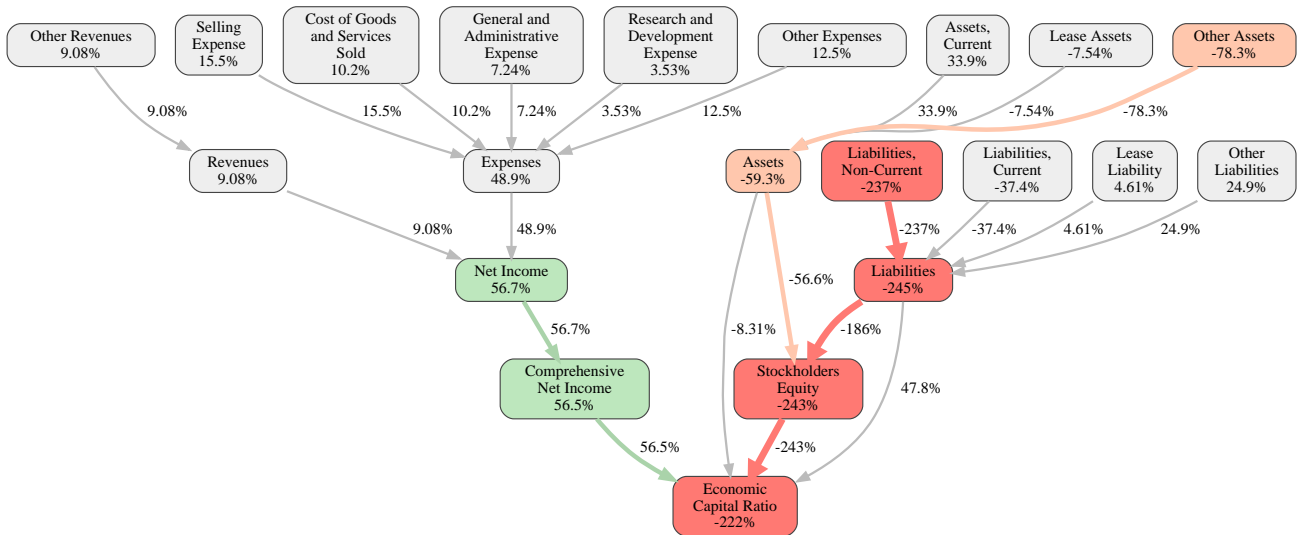 Other Revenues
9.08%
Selling
Expense
15.5%
Cost of Goods
and Services
Sold
10.2%
General and
Administrative
Expense
7.24%
Research and
Development
Expense
3.53%
Other Expenses
12.5%
Assets,
Current
33.9%
Lease Assets
-7.54%
Other Assets
-78.3%
9.08%
15.5%
10.2%
7.24%
3.53%
12.5%
33.9%
-7.54%
-78.3%
Revenues
9.08%
Expenses
48.9%
Assets
-59.3%
Liabilities,
Non-Current
-237%
Liabilities,
Current
-37.4%
Lease
Liability
4.61%
Other
Liabilities
24.9%
9.08%
48.9%
-237%
-37.4%
4.61%
24.9%
Net Income
56.7%
-56.6%
Liabilities
-245%
56.7%
-8.31%
-186%
Comprehensive
Net Income
56.5%
Stockholders
Equity
-243%
47.8%
56.5%
-243%
Economic
Capital Ratio
-222%